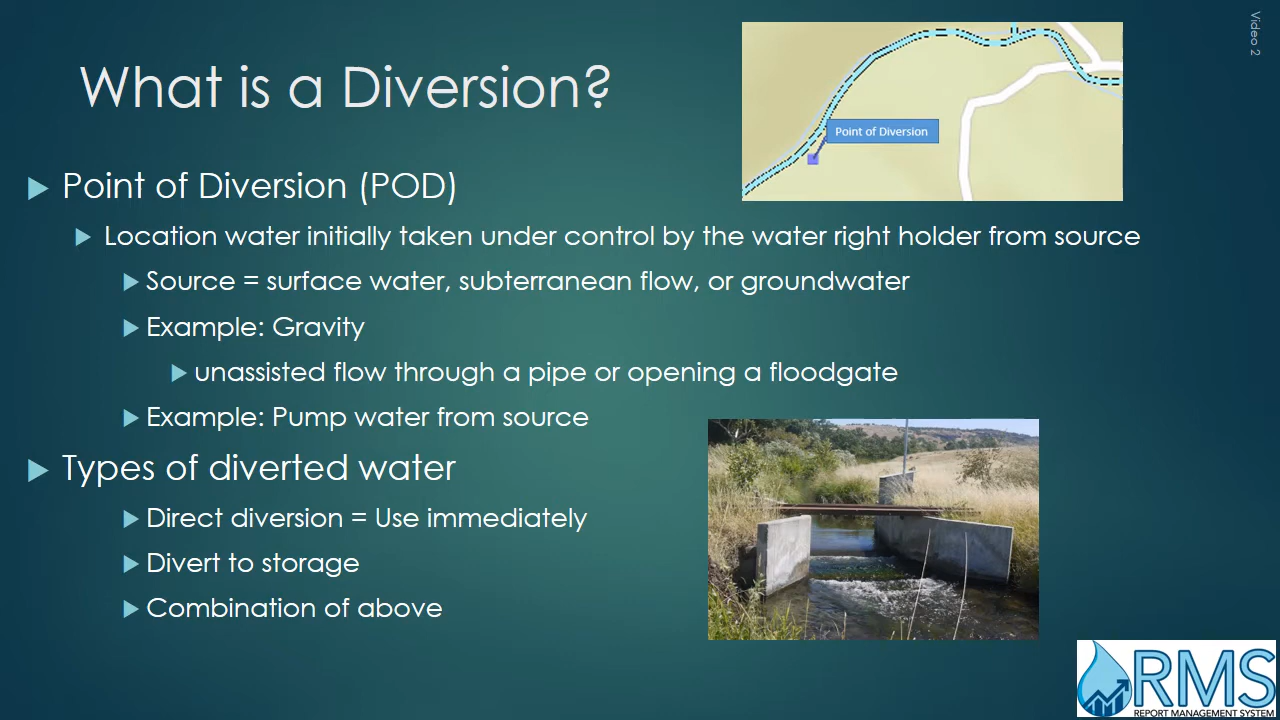 Video 2
What is a Diversion?
Point of Diversion
Point of Diversion (POD)
Location water initially taken under control by the water right holder from source
Source = surface water, subterranean flow, or groundwater
Example: Gravity
unassisted flow through a pipe or opening a floodgate
Example: Pump water from source
Types of diverted water
Direct diversion = Use immediately
Divert to storage
Combination of above
RMS
REPORT MANAGEMENT SYSTEM